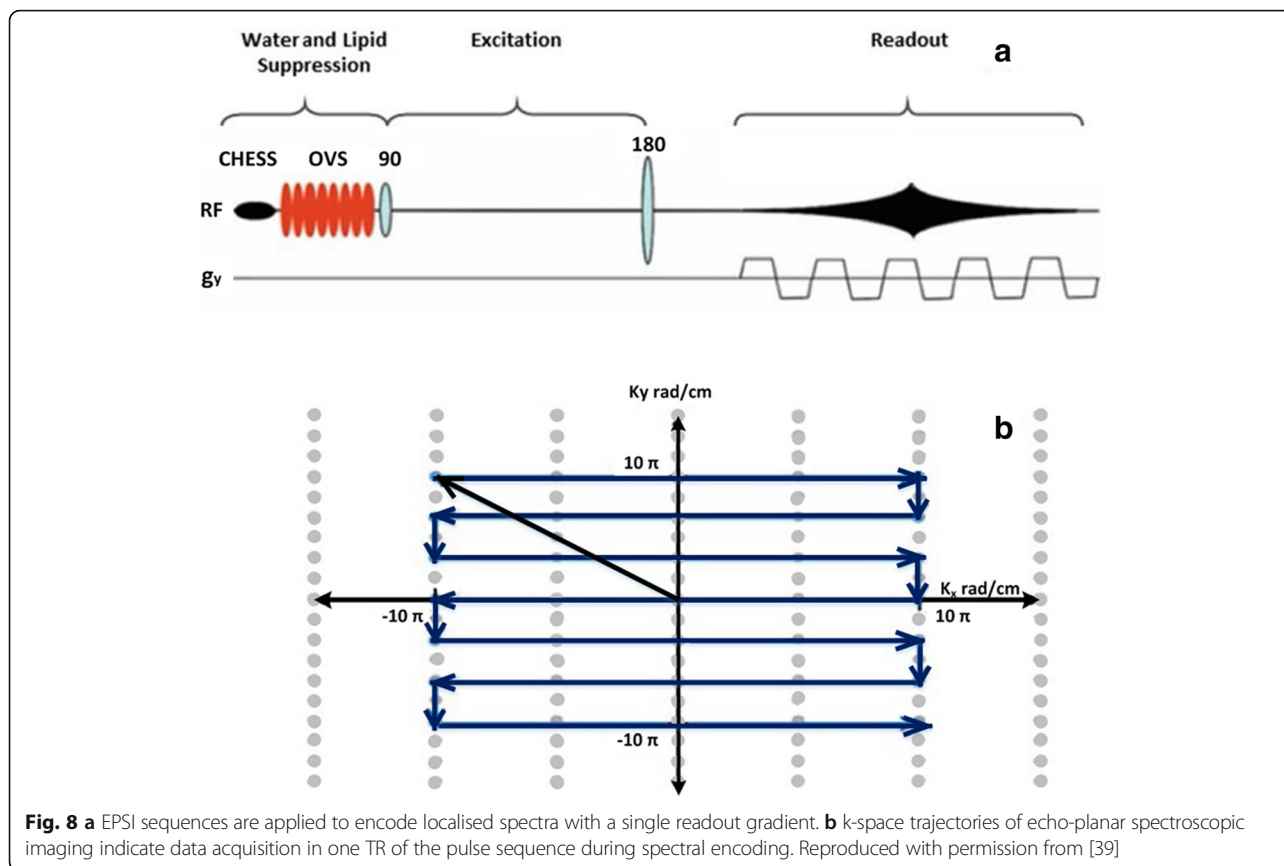 Water and Lipid Suppression
Excitation
Readout
a
CHESS
OVS
90
180
RF
gy
Ky rad/cm
b
10 π
Kx rad/cm
-10 π
10 π
-10 π
Fig. 8 a EPSI sequences are applied to encode localised spectra with a single readout gradient. b k-space trajectories of echo-planar spectroscopic
imaging indicate data acquisition in one TR of the pulse sequence during spectral encoding. Reproduced with permission from [39]